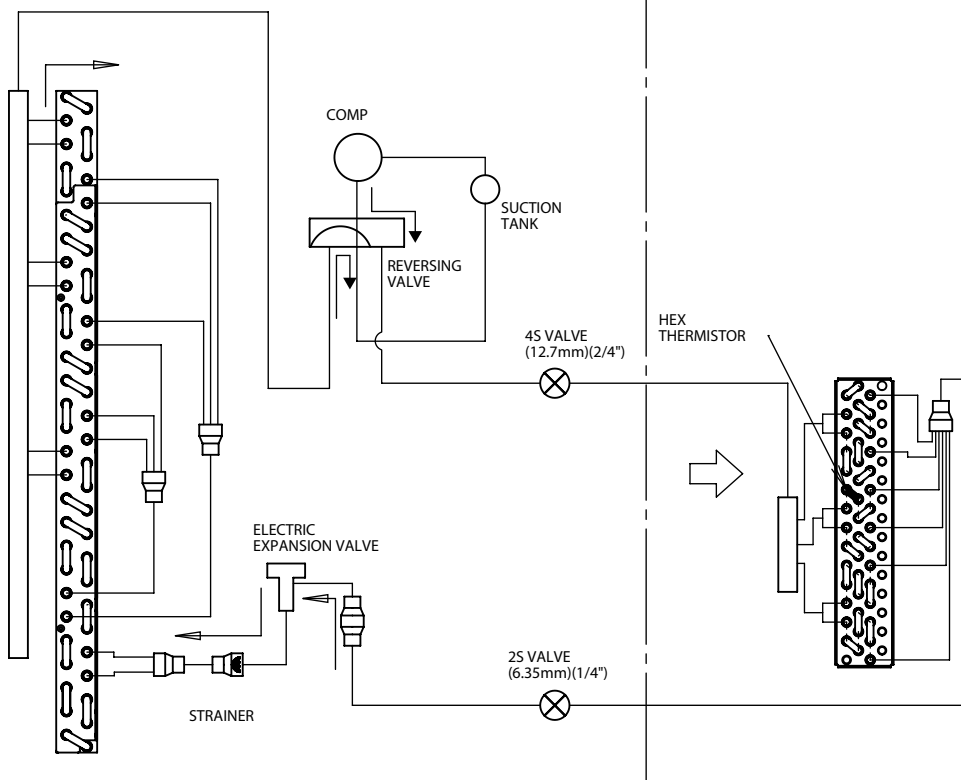 COMP
SUCTION
TANK
REVERSING
VALVE
4S VALVE
(12.7mm)(2/4")
HEX
THERMISTOR
ELECTRIC
EXPANSION VALVE
2S VALVE
(6.35mm)(1/4")
STRAINER